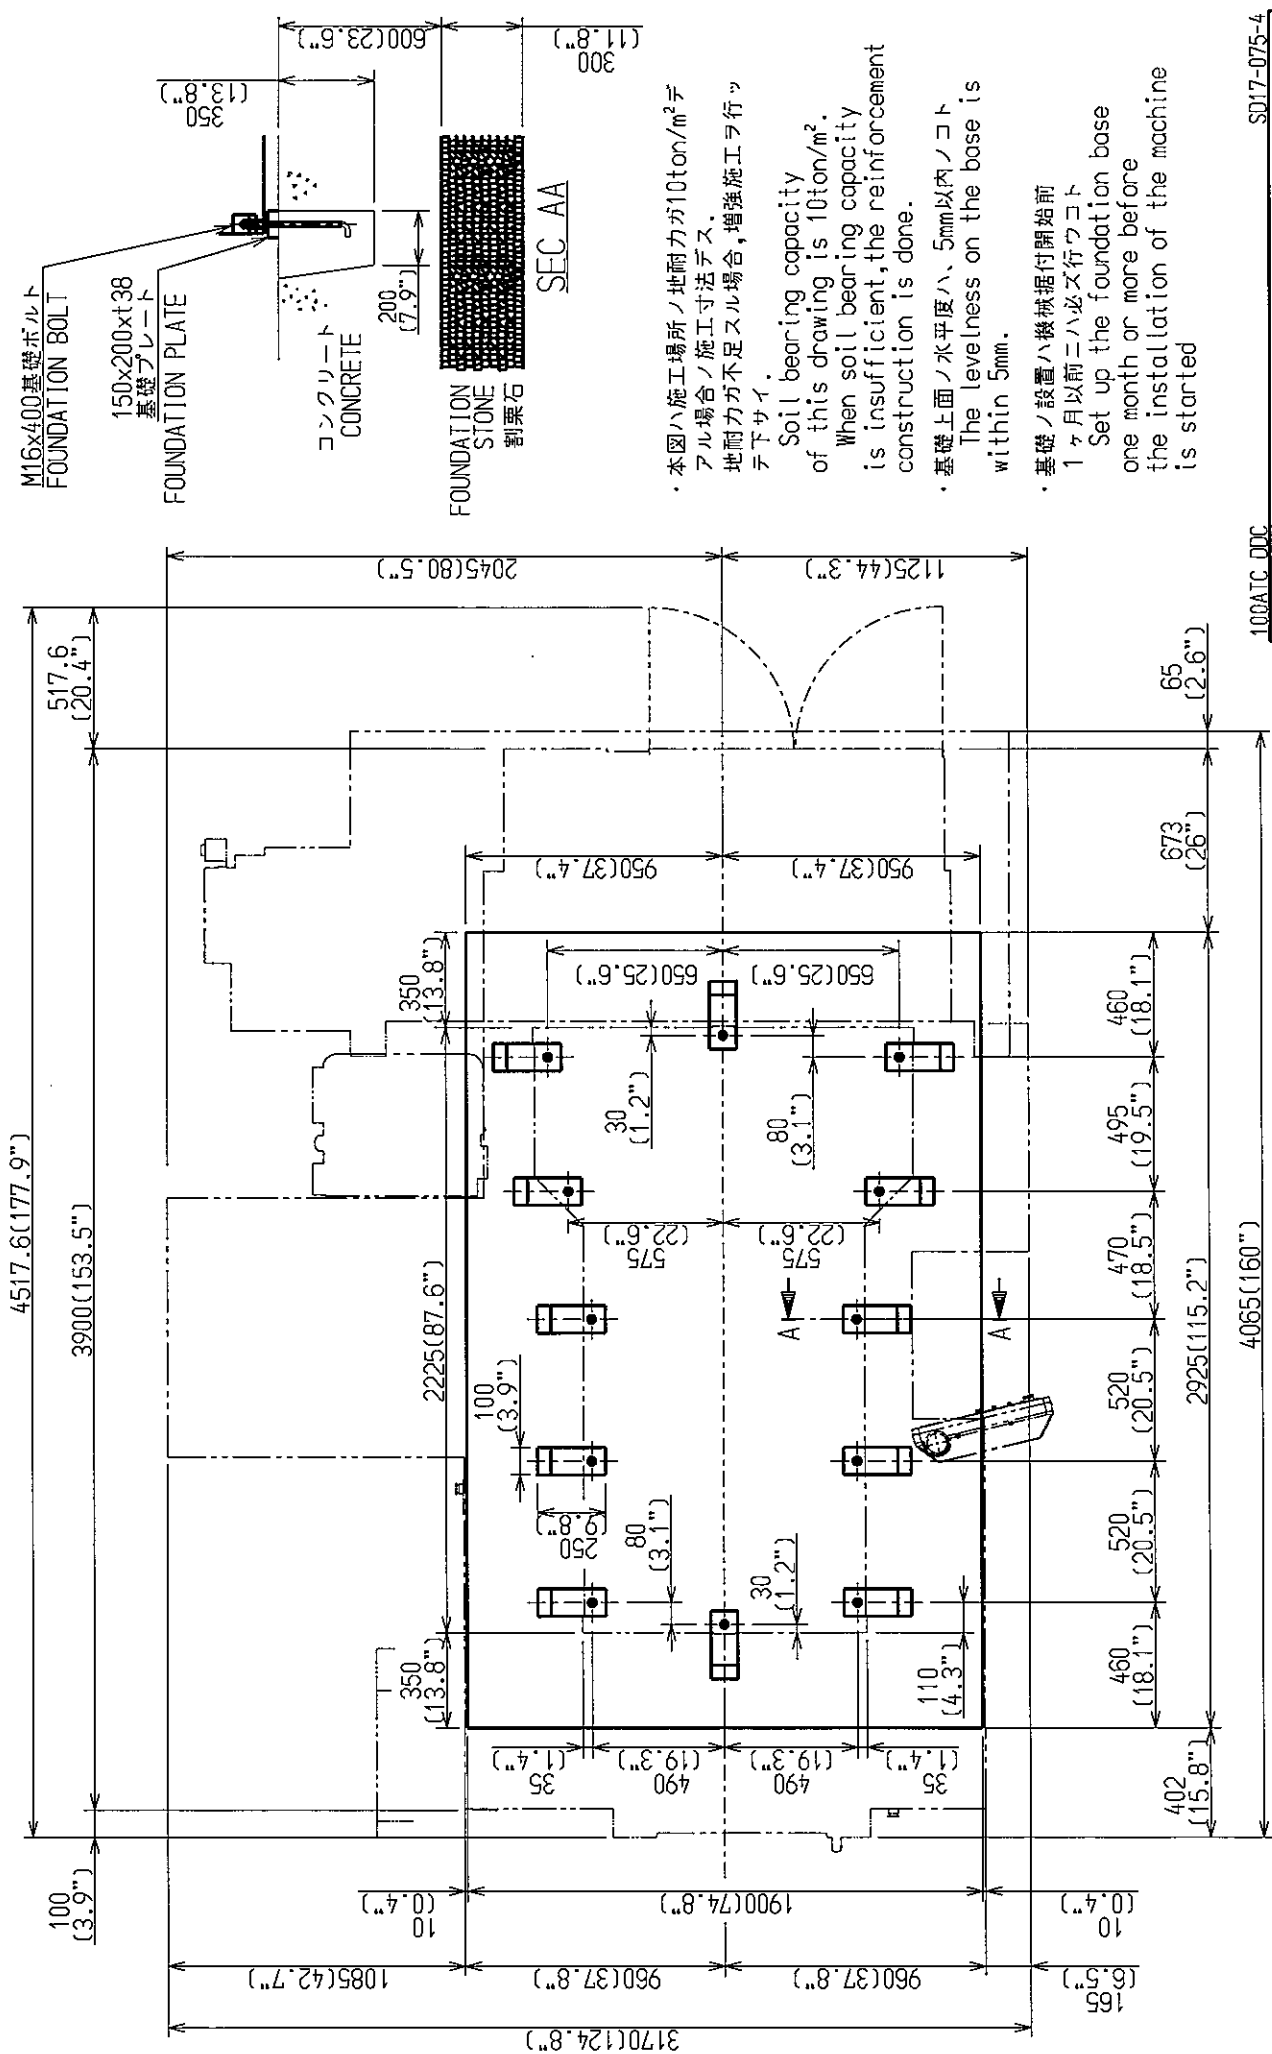 M16x400基礎ボルト
FOUNDATION BOLT
150x200xt38
基礎プレート
FOUNDATION PLATE
コンクリート
CONCRETE
FOUNDATION
STONE
割栗石
350
(13.8")
600(23.6")
300
(11.8")
200
(7.9")
SEC AA
・本図ハ施工場所ノ地耐力ガ10ton/m²デ
アル場合ノ施工寸法デス.
地耐力ガ不足スル場合,増強施工ヲ行ッ
テ下サイ.
Soil bearing capacity
of this drawing is 10ton/m².
When soil bearing capacity
is insufficient,the reinforcement
construction is done.
・基礎上面ノ水平度ハ、5mm以内ノコト
The levelness on the base is
within 5mm.
・基礎ノ設置ハ機械据付開始前
1ヶ月以前ニハ必ズ行ウコト
Set up the foundation base
one month or more before
the installation of the machine
is started
4517.6(177.9")
517.6
(20.4")
3900(153.5")
100
(3.9")
2045(80.5")
1125(44.3")
350
(13.8")
2225(87.6")
350
(13.8")
950(37.4")
950(37.4")
650(25.6")
650(25.6")
30
(1.2")
80
(3.1")
575
(22.6")
575
(22.6")
A
A
100
(3.9")
250
(9.8")
80
(3.1")
30
(1.2")
110
(4.3")
35
(1.4")
490
(19.3")
490
(19.3")
35
(1.4")
460
(18.1")
520
(20.5")
520
(20.5")
470
(18.5")
495
(19.5")
460
(18.1")
402
(15.8")
2925(115.2")
673
(26")
65
(2.6")
4065(160")
10
(0.4")
1900(74.8")
10
(0.4")
1085(42.7")
960(37.8")
960(37.8")
165
(6.5")
3170(124.8")
100ATC DDC
SD17-075-4